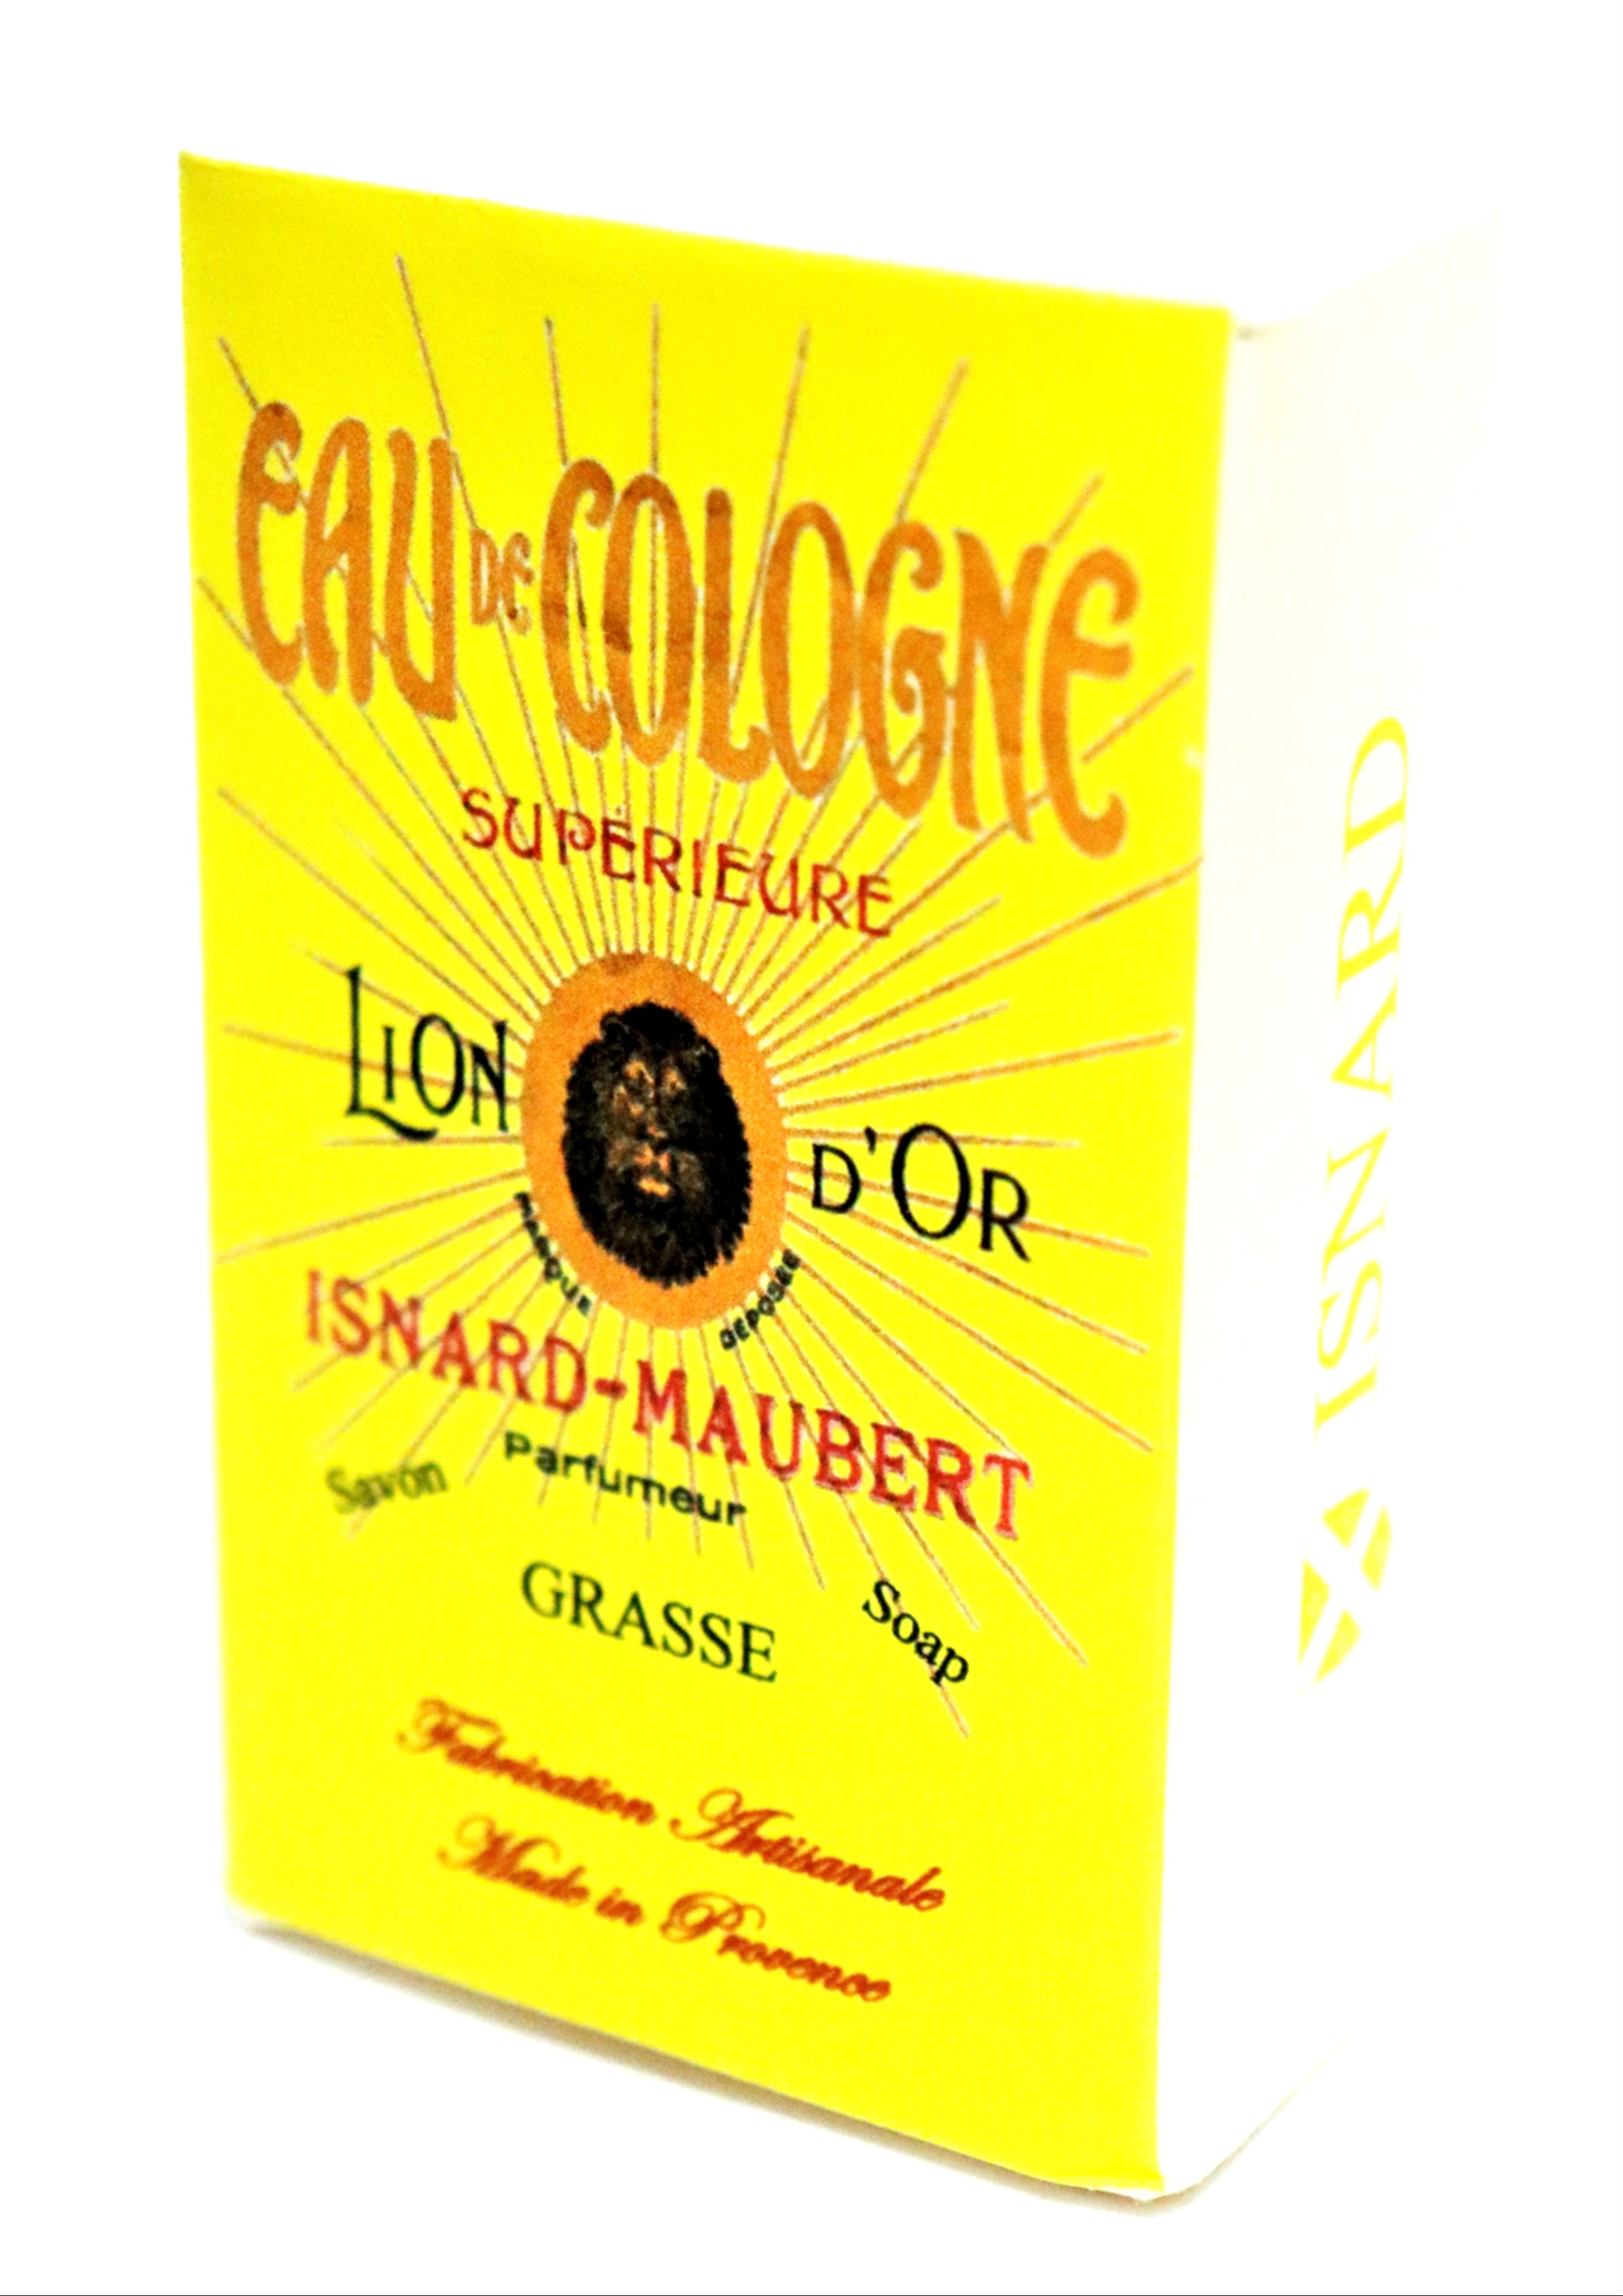 EAU DE COLOGNE
SUPÉRIEURE
LION D'OR
MARQUE DÉPOSÉE
ISNARD-MAUBERT
Parfumeur
Savon
Soap
GRASSE
Fabrication Artisanale
Made in Provence
ISNARD